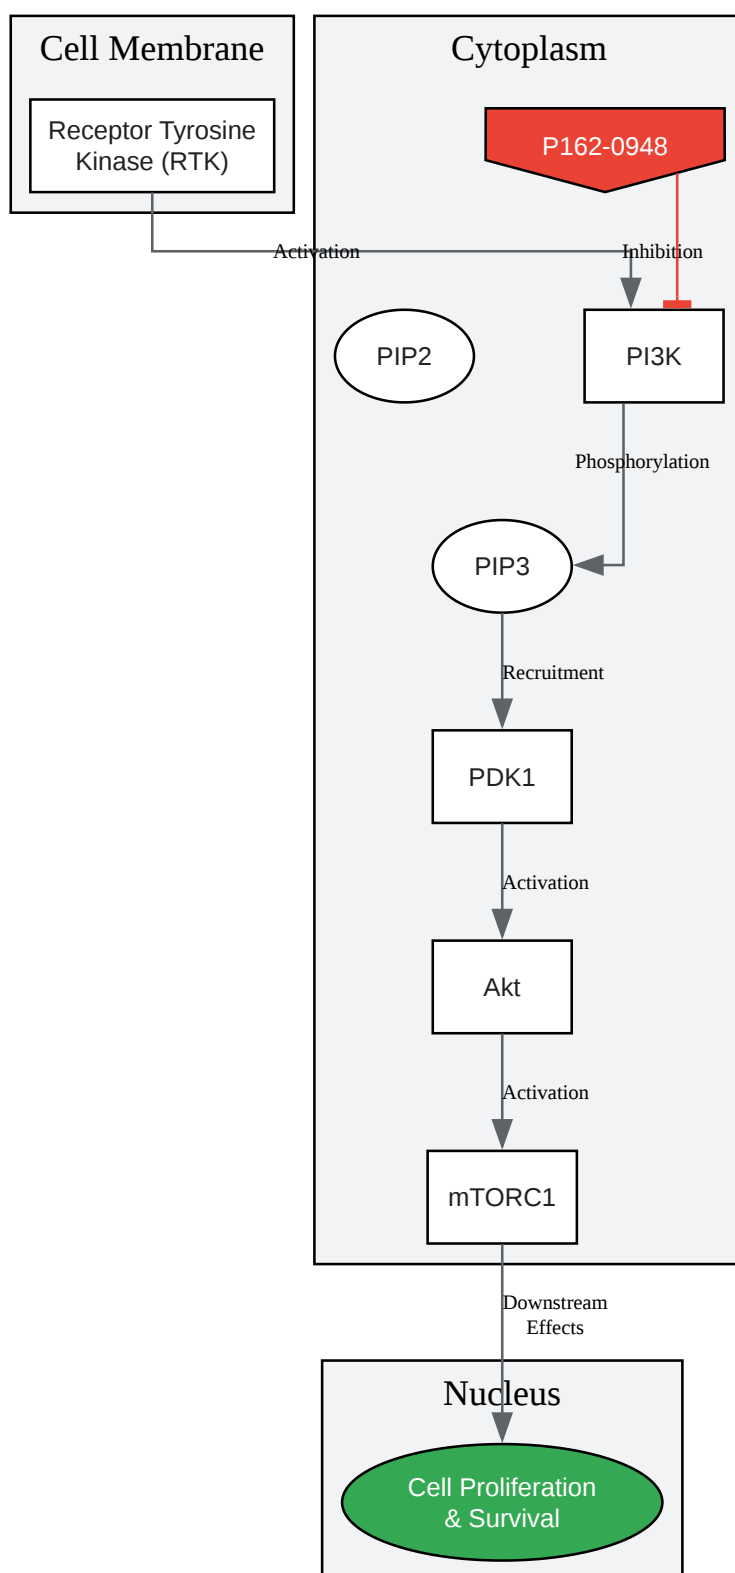 Cell Membrane
Cytoplasm
Receptor Tyrosine
Kinase (RTK)
P162-0948
Activation
Inhibition
PIP2
PI3K
Phosphorylation
PIP3
Recruitment
PDK1
Activation
Akt
Activation
mTORC1
Downstream
Effects
Nucleus
Cell Proliferation
& Survival